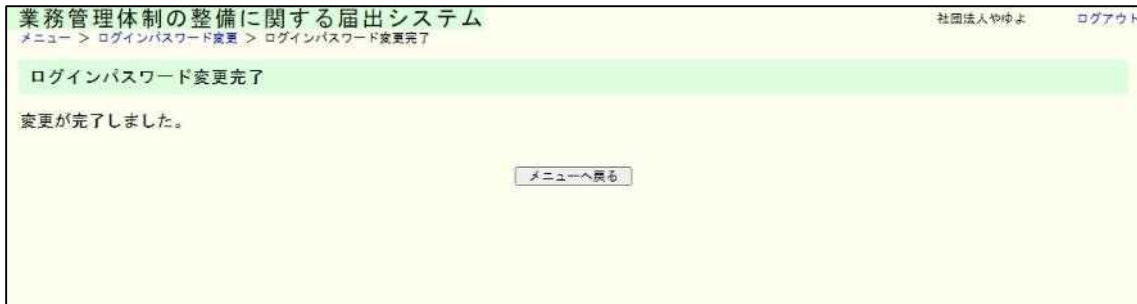 業務管理体制の整備に関する届出システム
社団法人やゆよ ログアウト
メニュー > ログインパスワード変更 > ログインパスワード変更完了
ログインパスワード変更完了
変更が完了しました。
メニューへ戻る